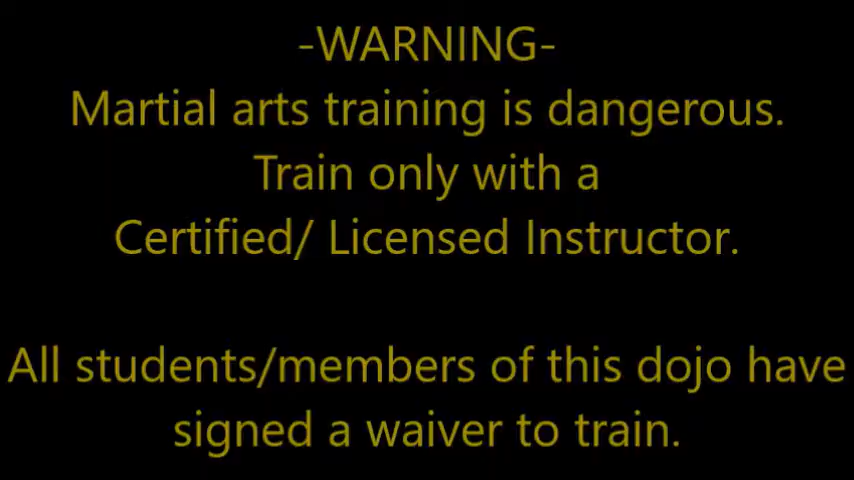 -WARNING-
Martial arts training is dangerous.
Train only with a
Certified/ Licensed Instructor.
All students/members of this dojo have
signed a waiver to train.